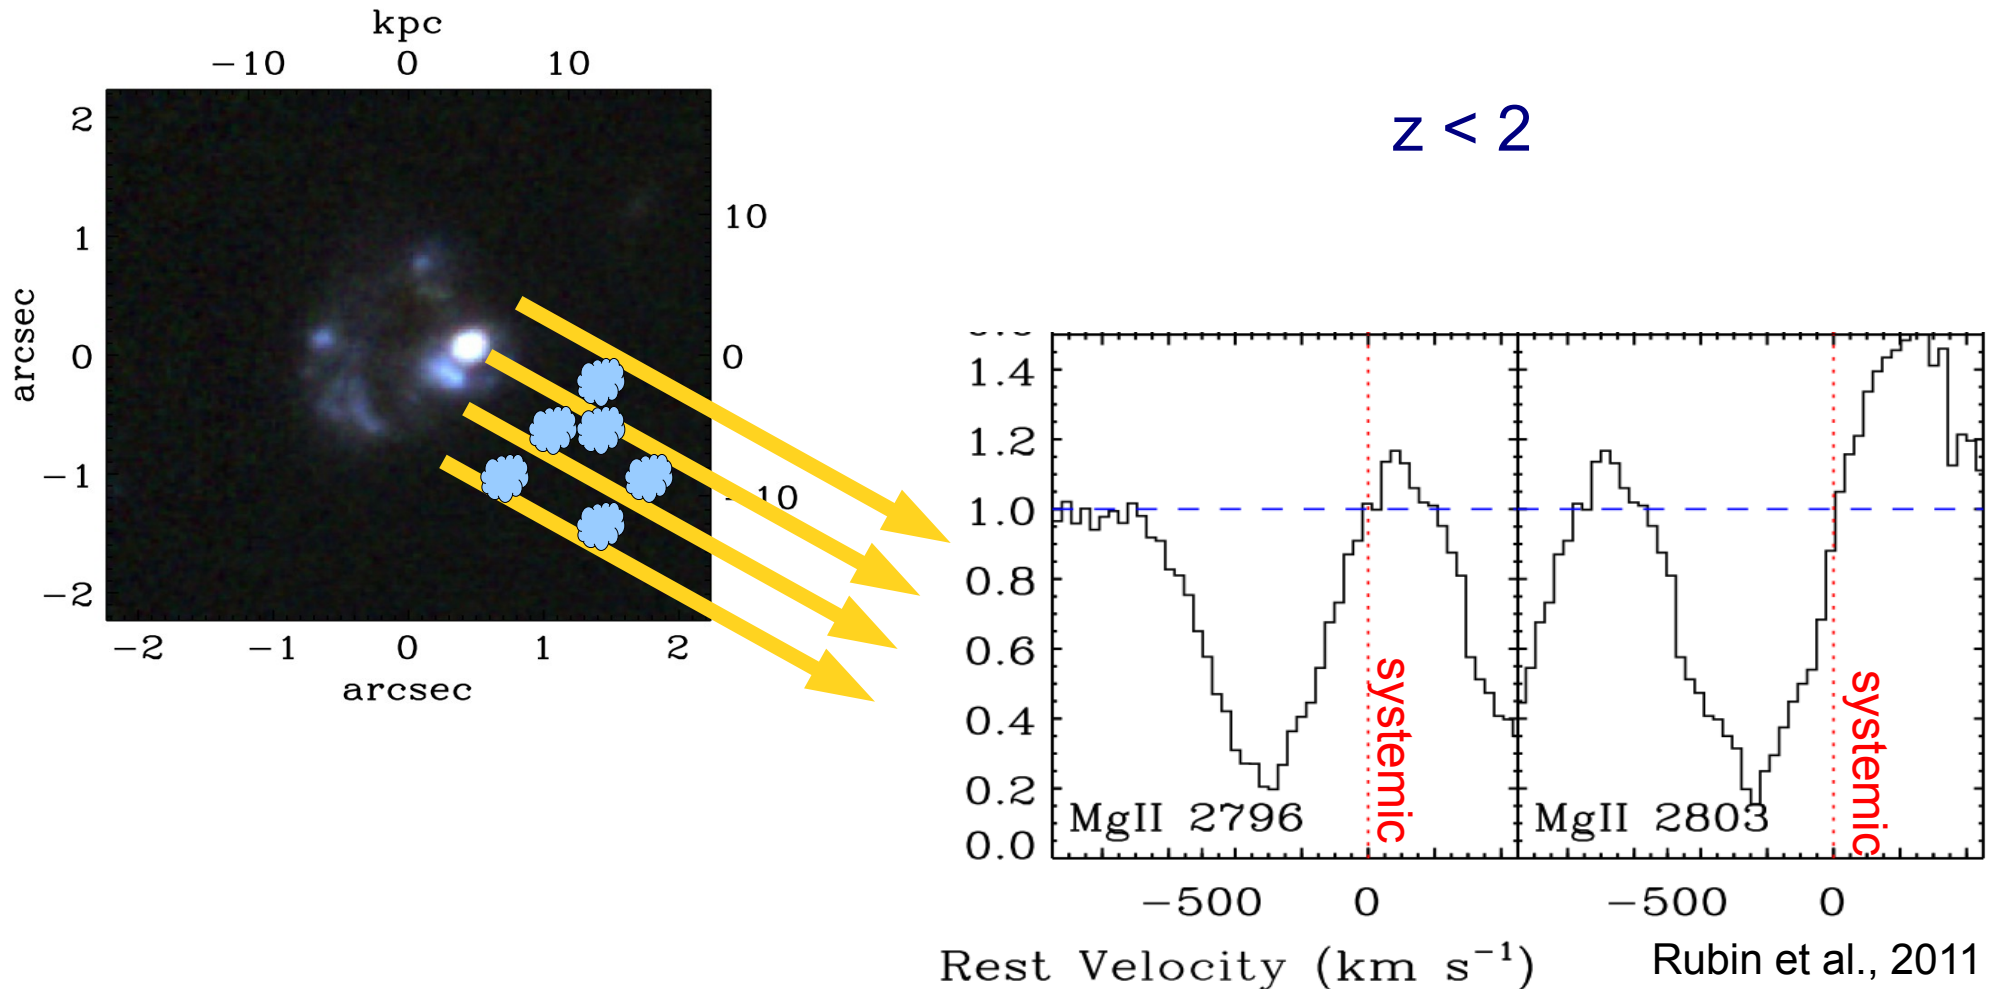 kpc
−10 0 10
z < 2
2
1
0
−1
−2
arcsec
10
0
−10
−2 −1 0 1 2
arcsec
1.4
1.2
1.0
0.8
0.6
0.4
0.2
0.0
systemic
systemic
MgII 2796
MgII 2803
−500 0
−500 0
Rest Velocity (km s⁻¹)
Rubin et al., 2011